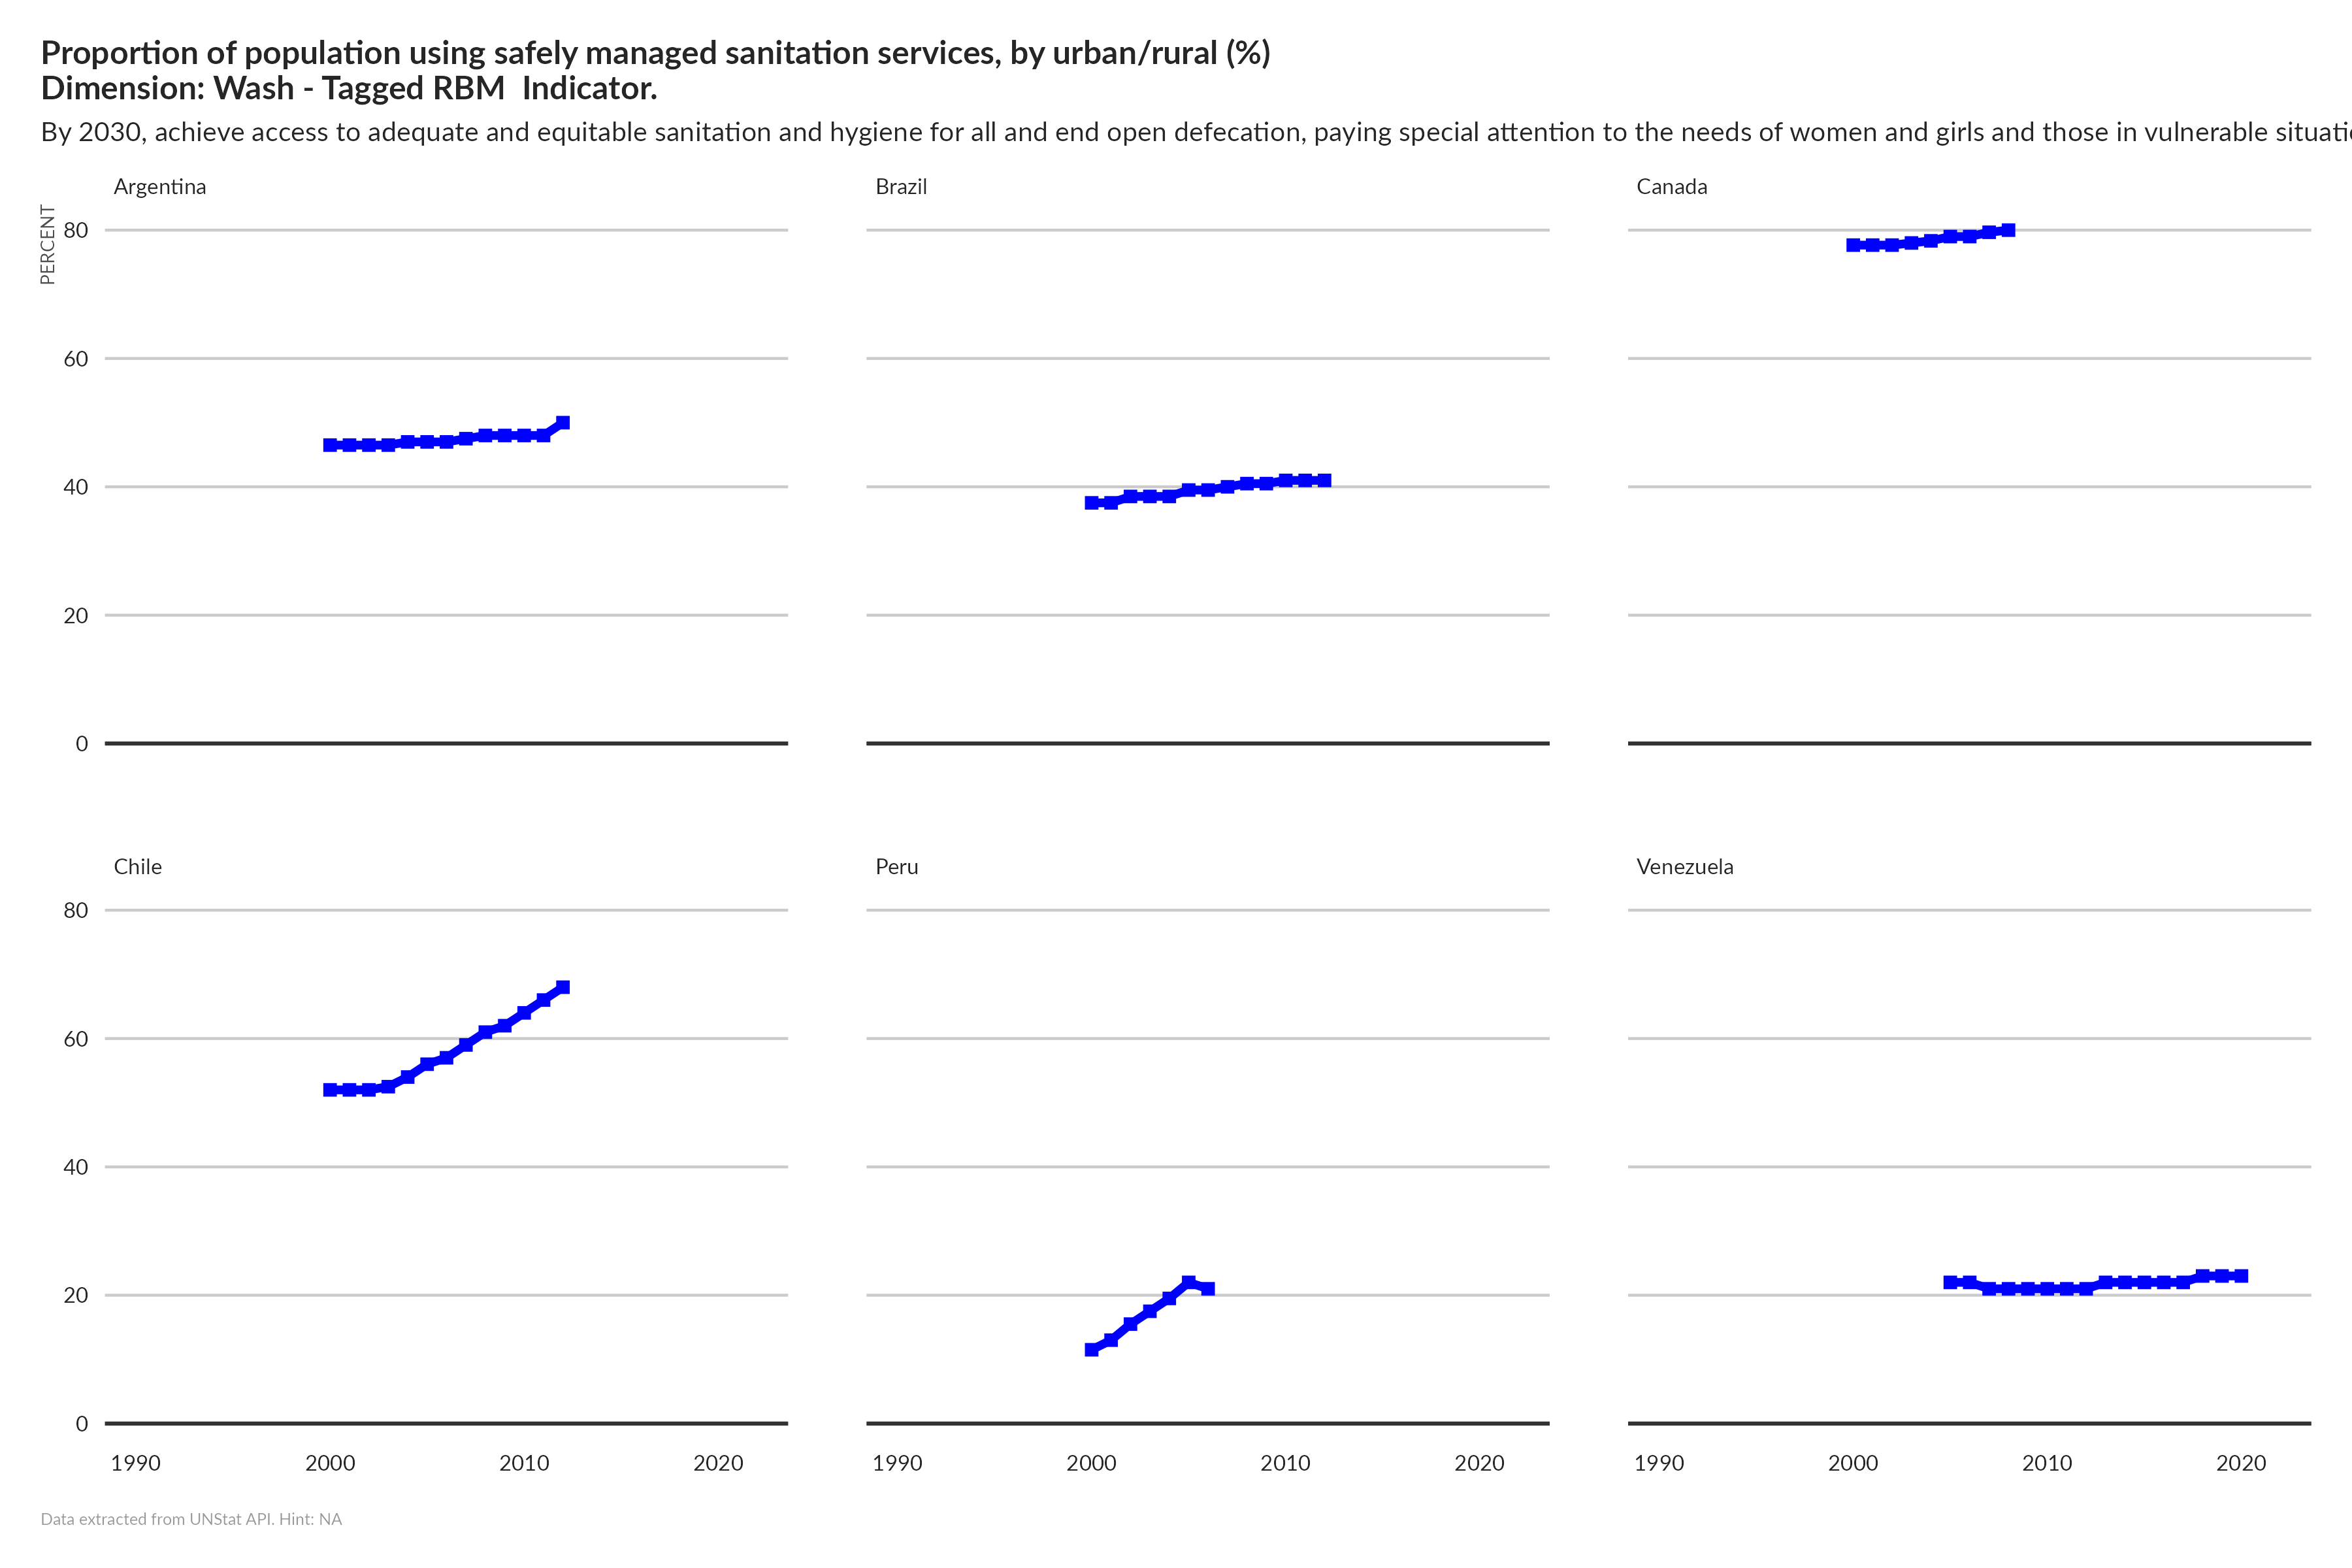 Proportion of population using safely managed sanitation services, by urban/rural (%)
Dimension: Wash - Tagged RBM  Indicator.
By 2030, achieve access to adequate and equitable sanitation and hygiene for all and end open defecation, paying special attention to the needs of women and girls and those in vulnerable
Argentina
Brazil
Canada
PERCENT
80
60
40
20
0
Chile
Peru
Venezuela
80
60
40
20
0
1990 2000 2010 2020
1990 2000 2010 2020
1990 2000 2010 2020
Data extracted from UNStat API. Hint: NA